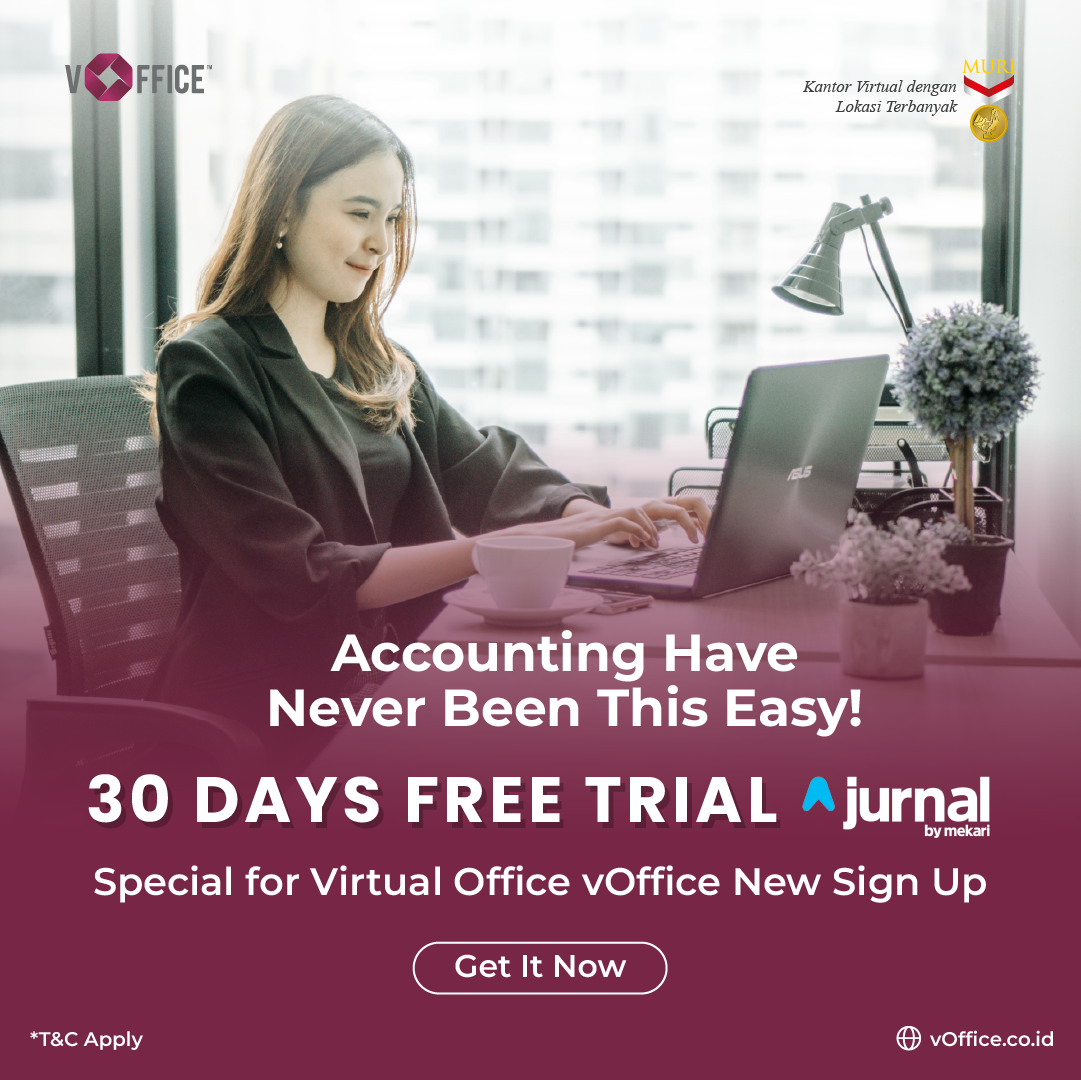 VOFFICE™
MURI
Kantor Virtual dengan
Lokasi Terbanyak
ASUS
Accounting Have
Never Been This Easy!
30 DAYS FREE TRIAL jurnal
by mekari
Special for Virtual Office vOffice New Sign Up
Get It Now
*T&C Apply
vOffice.co.id